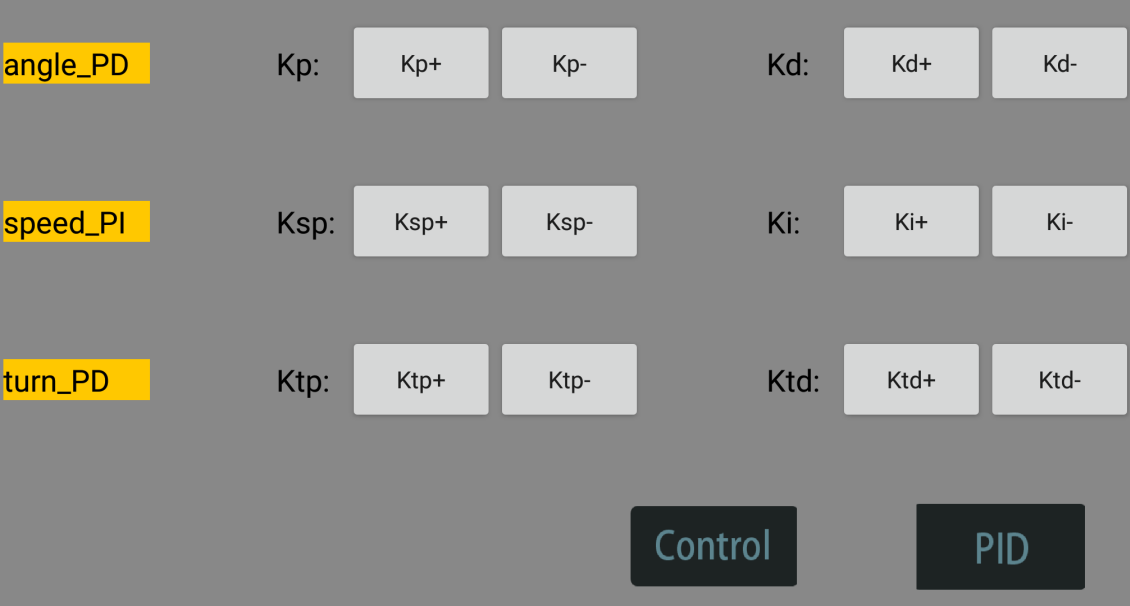 angle_PD Kp: Kp+ Kp- Kd: Kd+ Kd-
speed_PI Ksp: Ksp+ Ksp- Ki: Ki+ Ki-
turn_PD Ktp: Ktp+ Ktp- Ktd: Ktd+ Ktd-
Control PID